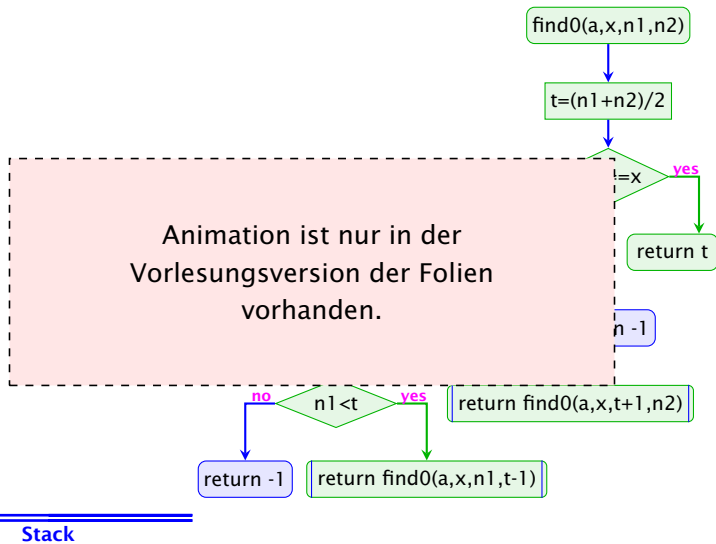 find0(a,x,n1,n2)
t=(n1+n2)/2
=x
yes
Animation ist nur in der
Vorlesungsversion der Folien
vorhanden.
return t
n -1
no
n1<t
yes
return find0(a,x,t+1,n2)
return -1
return find0(a,x,n1,t-1)
Stack